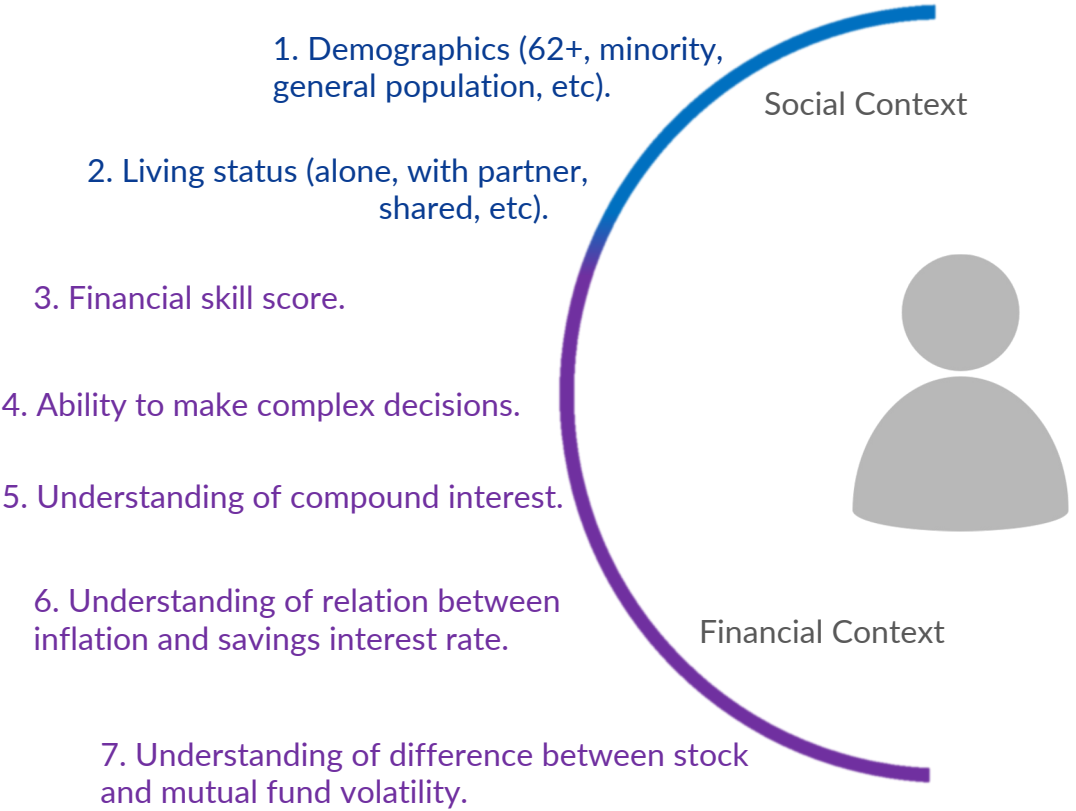 1. Demographics (62+, minority,
general population, etc).
Social Context
2. Living status (alone, with partner,
shared, etc).
3. Financial skill score.
4. Ability to make complex decisions.
5. Understanding of compound interest.
6. Understanding of relation between
inflation and savings interest rate.
Financial Context
7. Understanding of difference between stock
and mutual fund volatility.